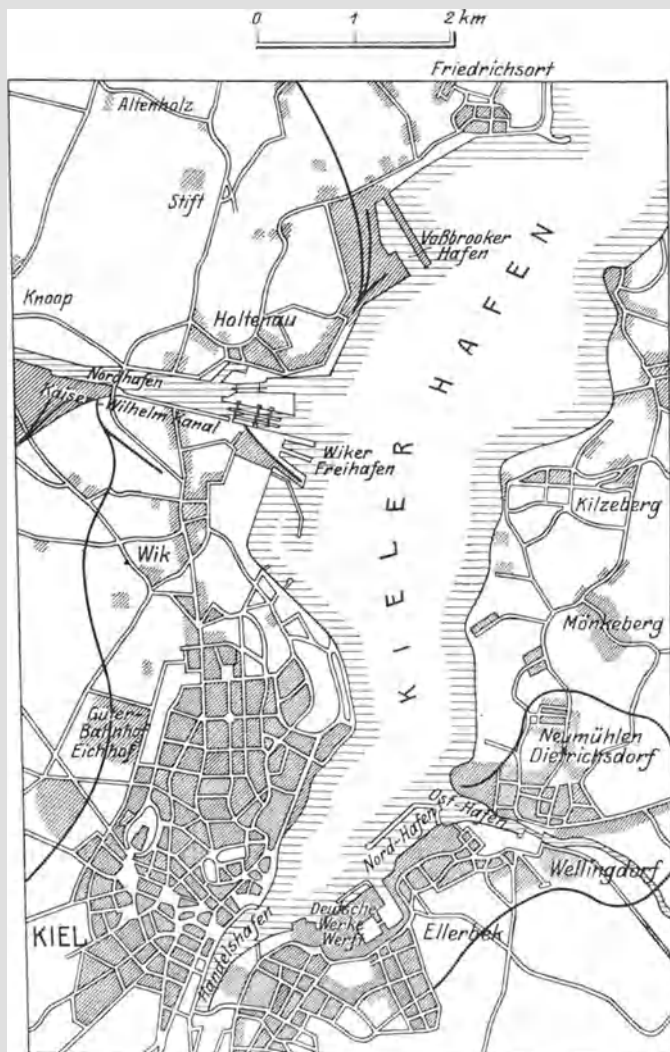 0 1 2 km
Friedrichsort
Altenholz
Stift
Voßbrooker
Hafen
Knoop
Holtenau
Nordhafen
Kaiser-Wilhelm Kanal
KIELER HAFEN
Wiker
Freihafen
Kilzeberg
Wik
Mönkeberg
Güter-
Bahnhof
Eichhof
Neumühlen
Dietrichsdorf
Ost-Hafen
Nord-Hafen
Wellingdorf
Deutsche
Werke
Werft
Ellerbek
KIEL
Handelshafen